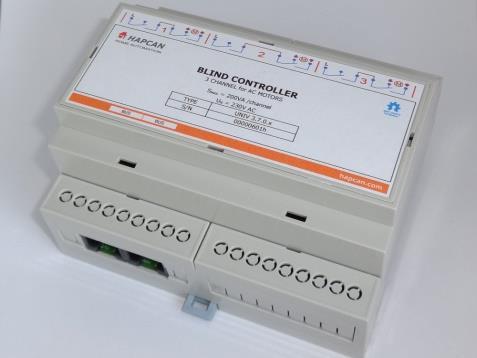 1
2
3
HAPCAN
HOME AUTOMATION
BLIND CONTROLLER
3 CHANNEL for AC MOTORS
Smax = 200VA /channel
UN = 230V AC
TYPE UNIV 3.7.0.x
S/N 00000601h
BUS BUS
hapcan.com